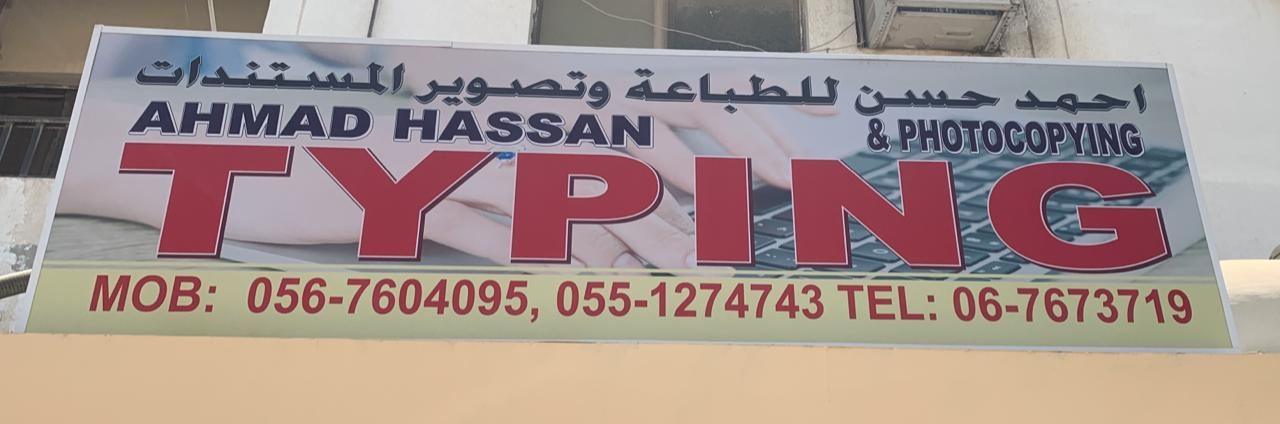 احمد حسن للطباعة وتصوير المستندات
AHMAD HASSAN & PHOTOCOPYING
TYPING
MOB: 056-7604095, 055-1274743 TEL: 06-7673719